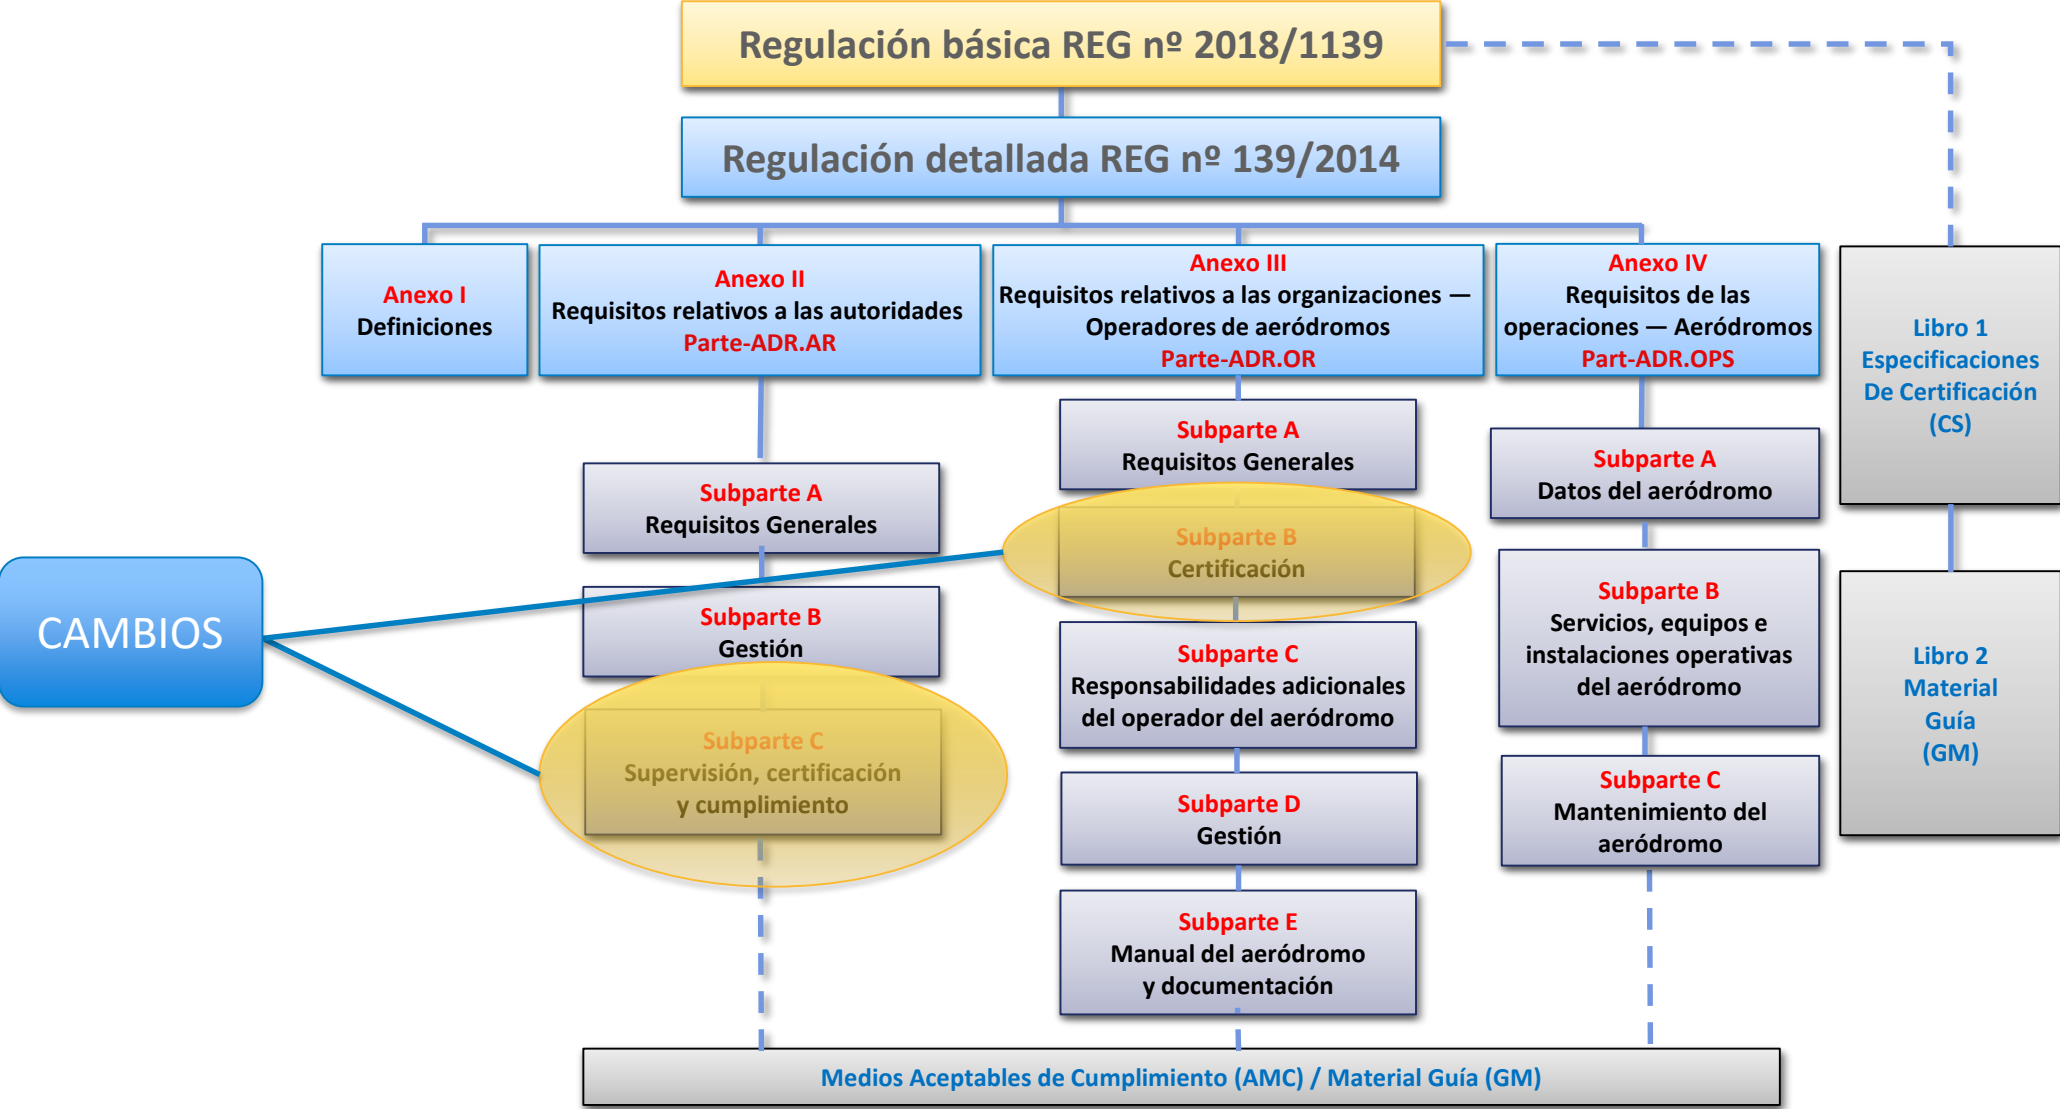 Regulación básica REG nº 2018/1139
Regulación detallada REG nº 139/2014
Anexo I
Definiciones
Anexo II
Requisitos relativos a las autoridades
Parte-ADR.AR
Anexo III
Requisitos relativos a las organizaciones —
Operadores de aeródromos
Parte-ADR.OR
Anexo IV
Requisitos de las
operaciones — Aeródromos
Part-ADR.OPS
Libro 1
Especificaciones
De Certificación
(CS)
Subparte A
Requisitos Generales
Subparte B
Gestión
Subparte C
Supervisión, certificación
y cumplimiento
Subparte A
Requisitos Generales
Subparte B
Certificación
Subparte C
Responsabilidades adicionales
del operador del aeródromo
Subparte D
Gestión
Subparte E
Manual del aeródromo
y documentación
Subparte A
Datos del aeródromo
Subparte B
Servicios, equipos e
instalaciones operativas
del aeródromo
Subparte C
Mantenimiento del
aeródromo
Libro 2
Material
Guía
(GM)
CAMBIOS
Medios Aceptables de Cumplimiento (AMC) / Material Guía (GM)